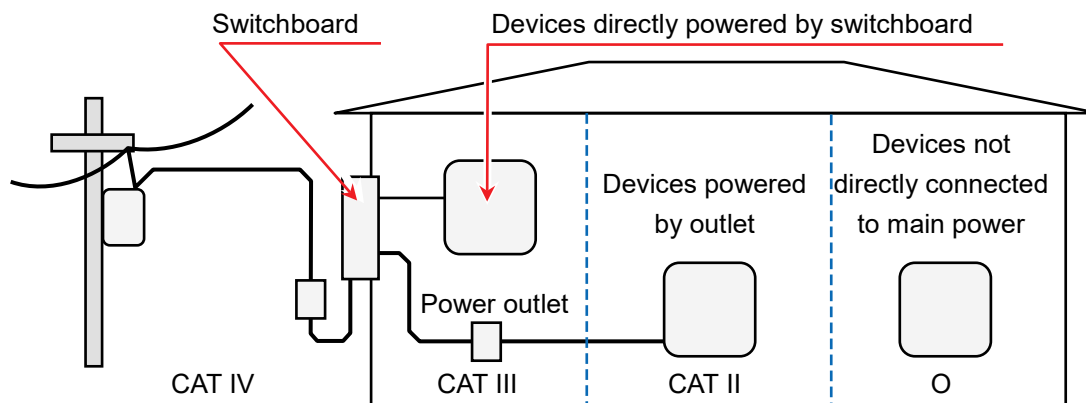 Switchboard
Devices directly powered by switchboard
Devices not
directly connected
to main power
Devices powered
by outlet
Power outlet
CAT IV
CAT III
CAT II
O